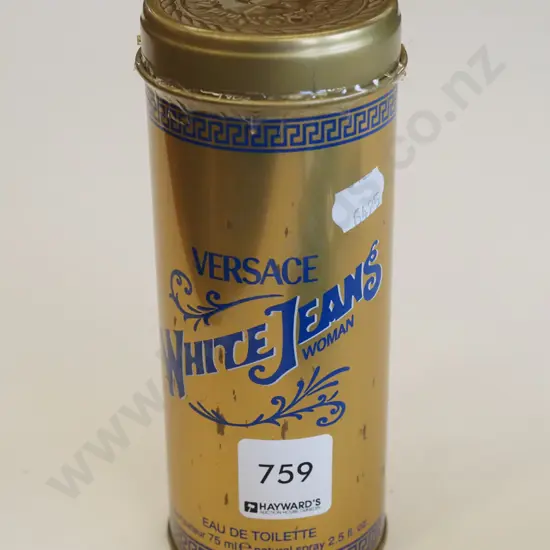 VERSACE
WHITE JEANS
WOMAN
759
HAYWARD'S
EAU DE TOILETTE
75 ml e natural spray 2.5 fl. oz